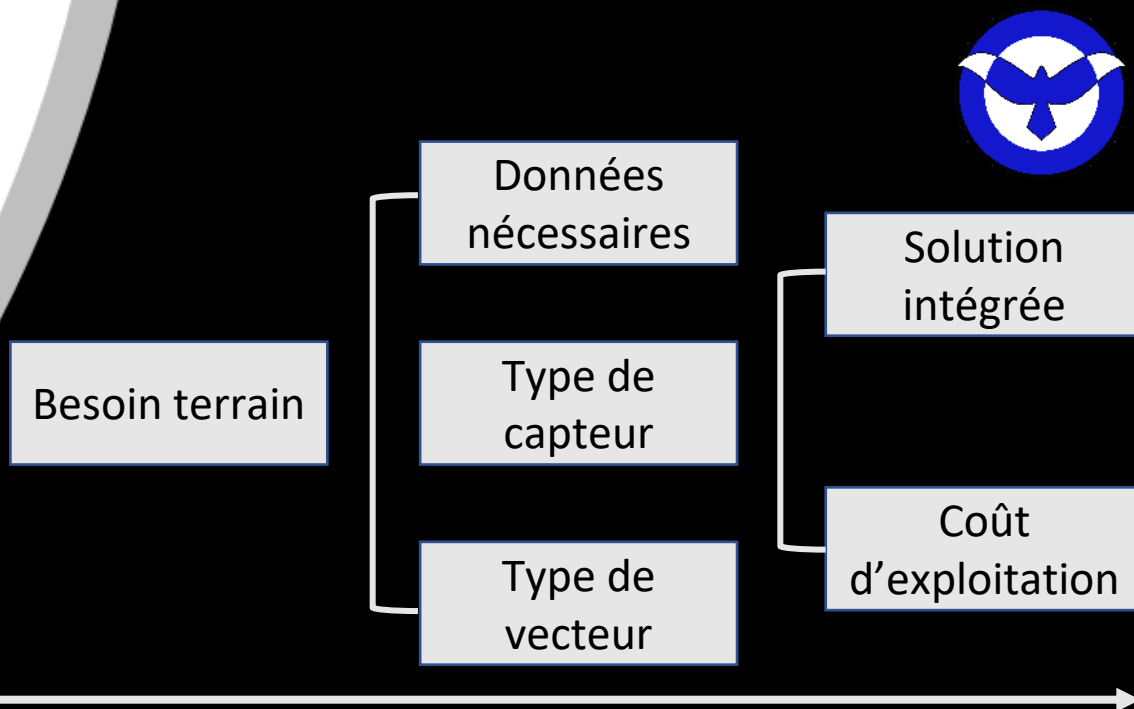 Besoin terrain
Données
nécessaires
Type de
capteur
Type de
vecteur
Solution
intégrée
Coût
d’exploitation